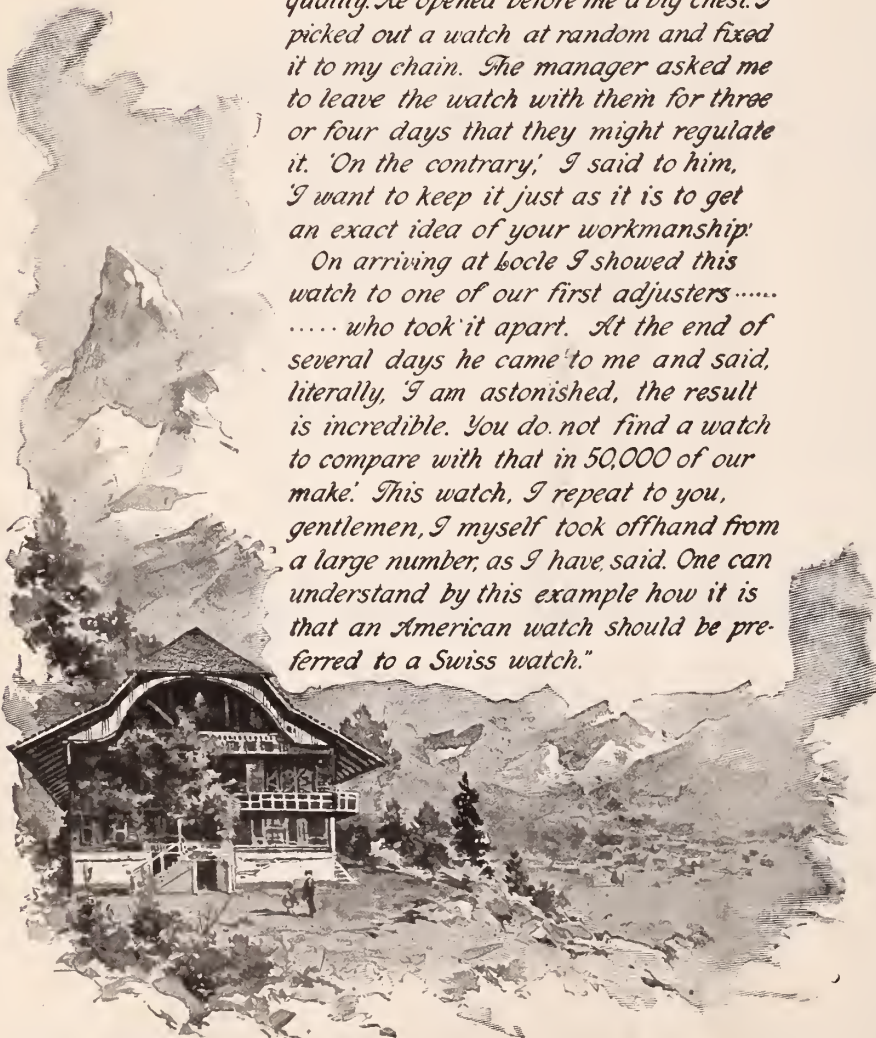 quality. He opened before me a big chest. I
picked out a watch at random and fixed
it to my chain. The manager asked me
to leave the watch with them for three
or four days that they might regulate
it. 'On the contrary,' I said to him,
'I want to keep it just as it is to get
an exact idea of your workmanship.'
On arriving at Locle I showed this
watch to one of our first adjusters ......
..... who took it apart. At the end of
several days he came to me and said,
literally, 'I am astonished, the result
is incredible. You do not find a watch
to compare with that in 50,000 of our
make.' This watch, I repeat to you,
gentlemen, I myself took offhand from
a large number, as I have said. One can
understand by this example how it is
that an American watch should be pre-
ferred to a Swiss watch."